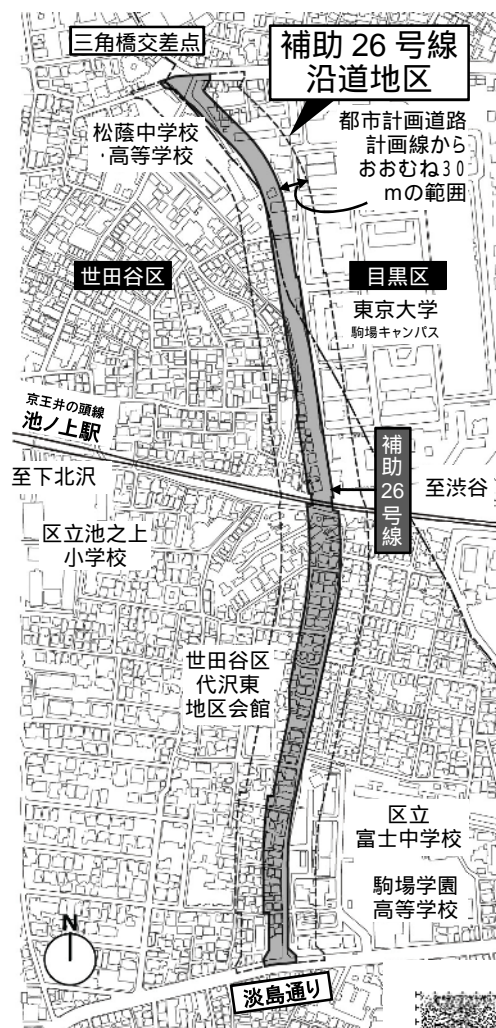 三角橋交差点
補助 26 号線
沿道地区
松蔭中学校
・高等学校
都市計画道路
計画線から
おおむね30
mの範囲
世田谷区
目黒区
東京大学
駒場キャンパス
京王井の頭線
池ノ上駅
至下北沢
補助26号線
至渋谷
区立池之上
小学校
世田谷区
代沢東
地区会館
区立
富士中学校
駒場学園
高等学校
N
淡島通り